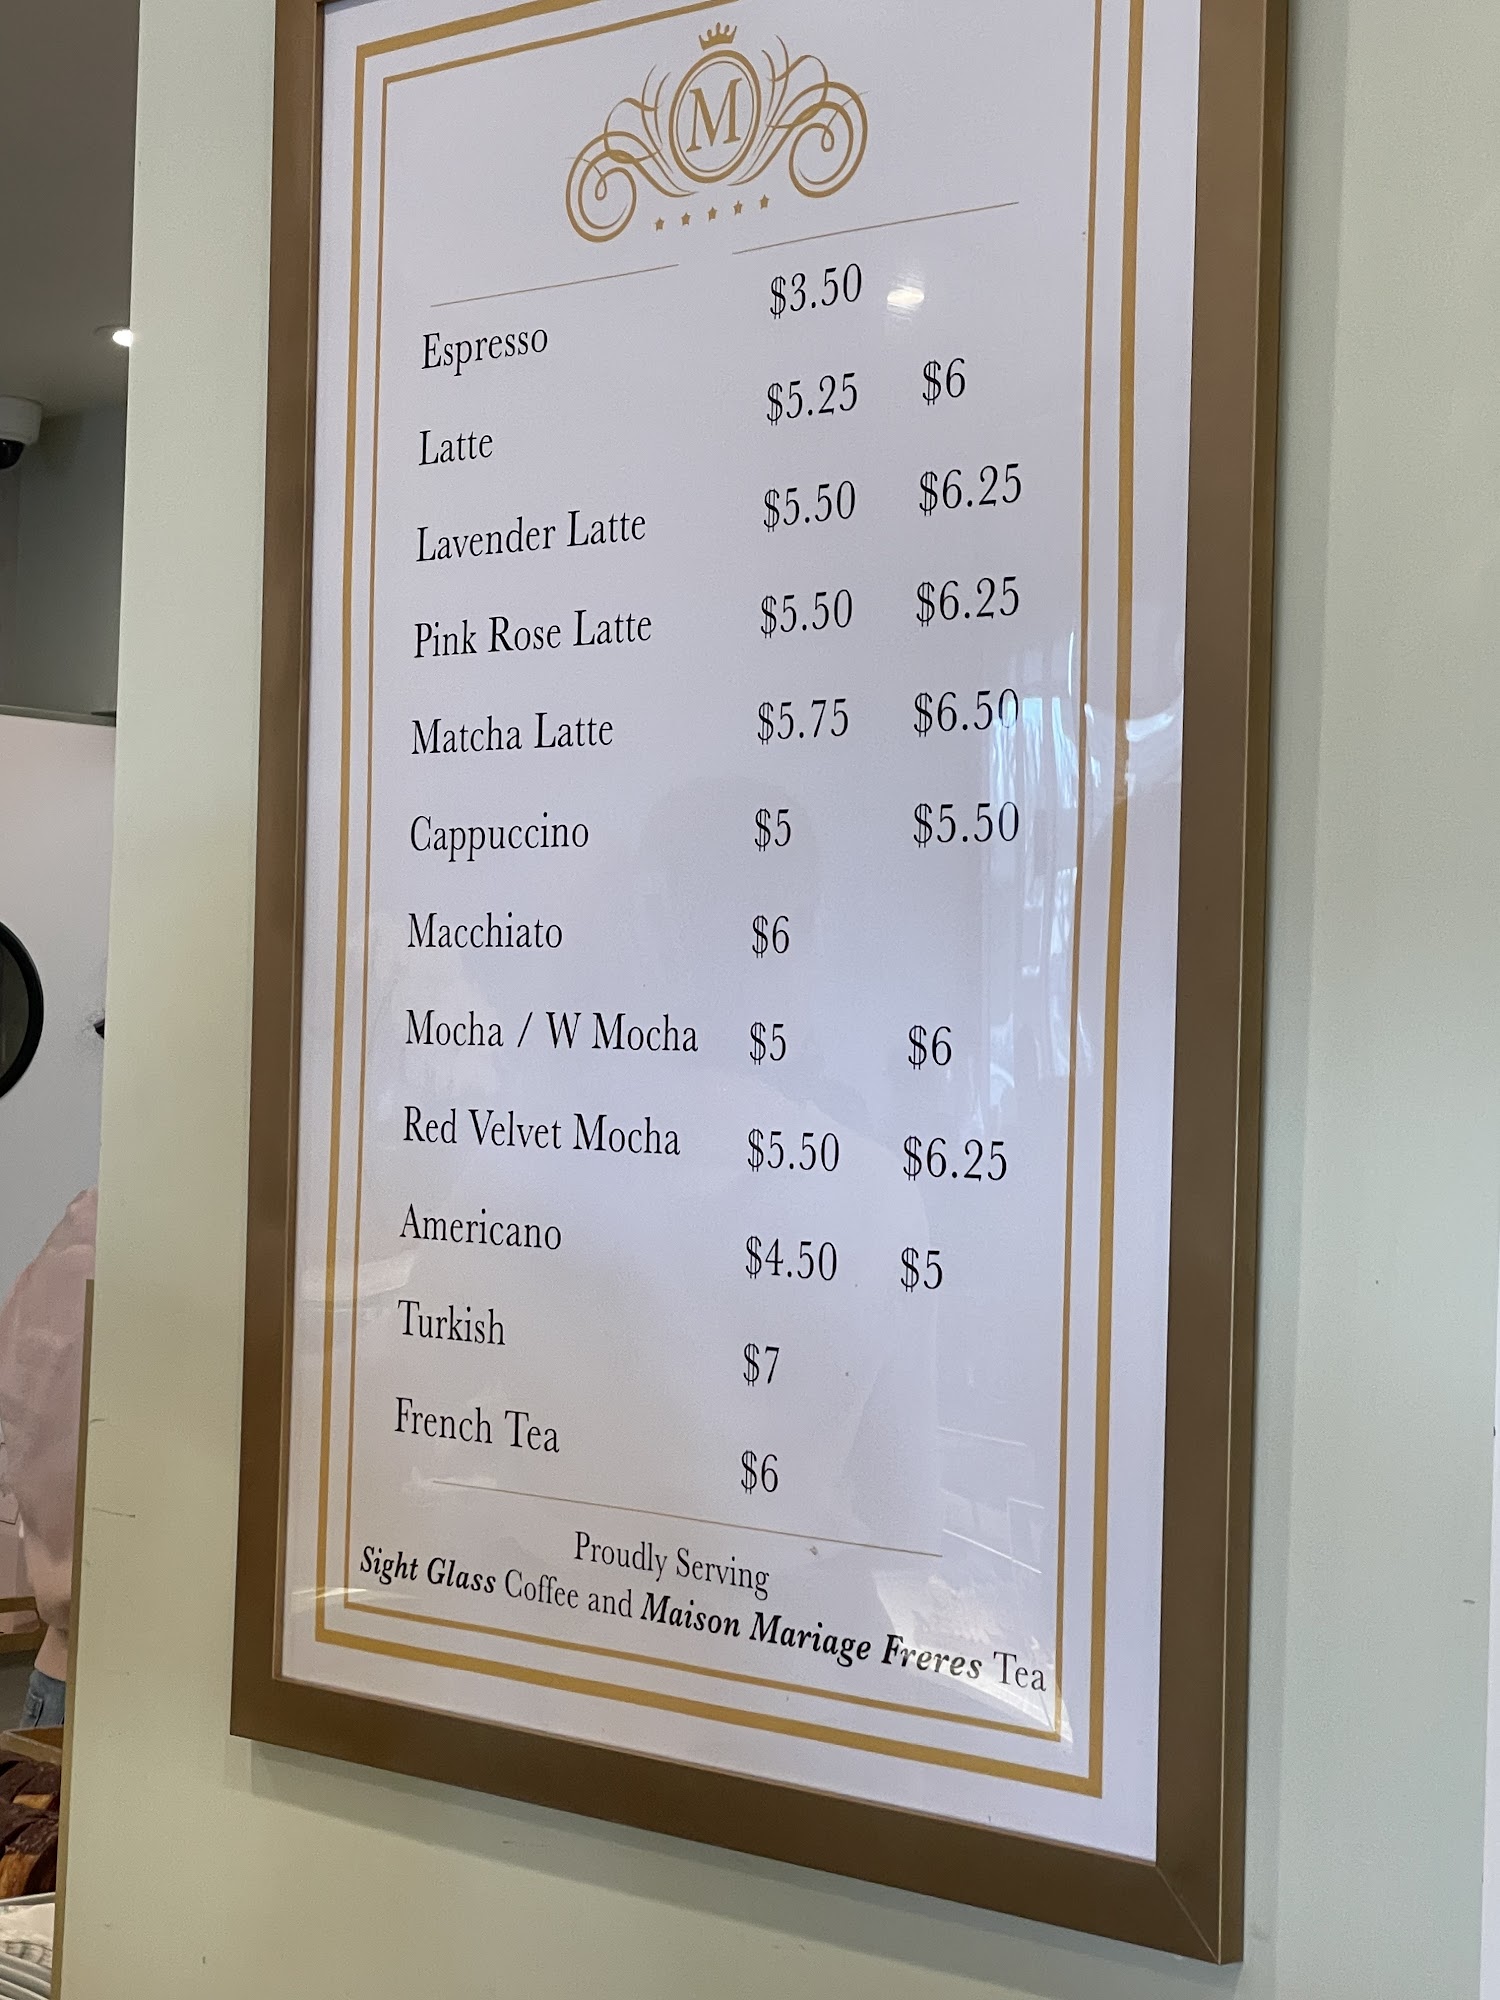 M
Espresso $3.50
Latte $5.25 $6
Lavender Latte $5.50 $6.25
Pink Rose Latte $5.50 $6.25
Matcha Latte $5.75 $6.50
Cappuccino $5 $5.50
Macchiato $6
Mocha / W Mocha $5 $6
Red Velvet Mocha $5.50 $6.25
Americano $4.50 $5
Turkish $7
French Tea $6
Proudly Serving
Sight Glass Coffee and Maison Mariage Freres Tea